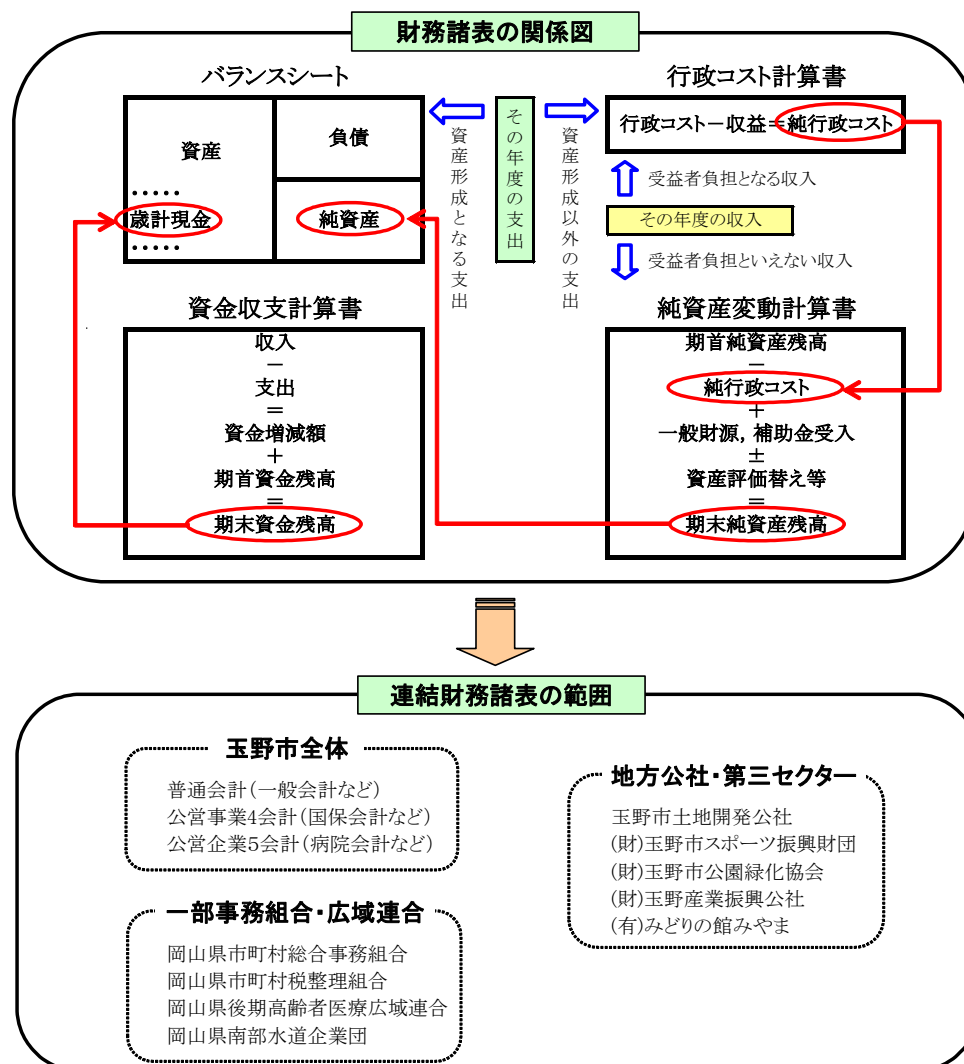 財務諸表の関係図
バランスシート
資産
‥‥‥
歳計現金
‥‥‥
負債
純資産
資産形成となる支出
その年度の支出
資産形成以外の支出
行政コスト計算書
行政コスト−収益=純行政コスト
受益者負担となる収入
その年度の収入
受益者負担といえない収入
資金収支計算書
収入
−
支出
=
資金増減額
+
期首資金残高
=
期末資金残高
純資産変動計算書
期首純資産残高
−
純行政コスト
+
一般財源, 補助金受入
±
資産評価替え等
=
期末純資産残高
連結財務諸表の範囲
玉野市全体
普通会計(一般会計など)
公営事業4会計(国保会計など)
公営企業5会計(病院会計など)
一部事務組合・広域連合
岡山県市町村総合事務組合
岡山県市町村税整理組合
岡山県後期高齢者医療広域連合
岡山県南部水道企業団
地方公社・第三セクター
玉野市土地開発公社
(財)玉野市スポーツ振興財団
(財)玉野市公園緑化協会
(財)玉野産業振興公社
(有)みどりの館みやま